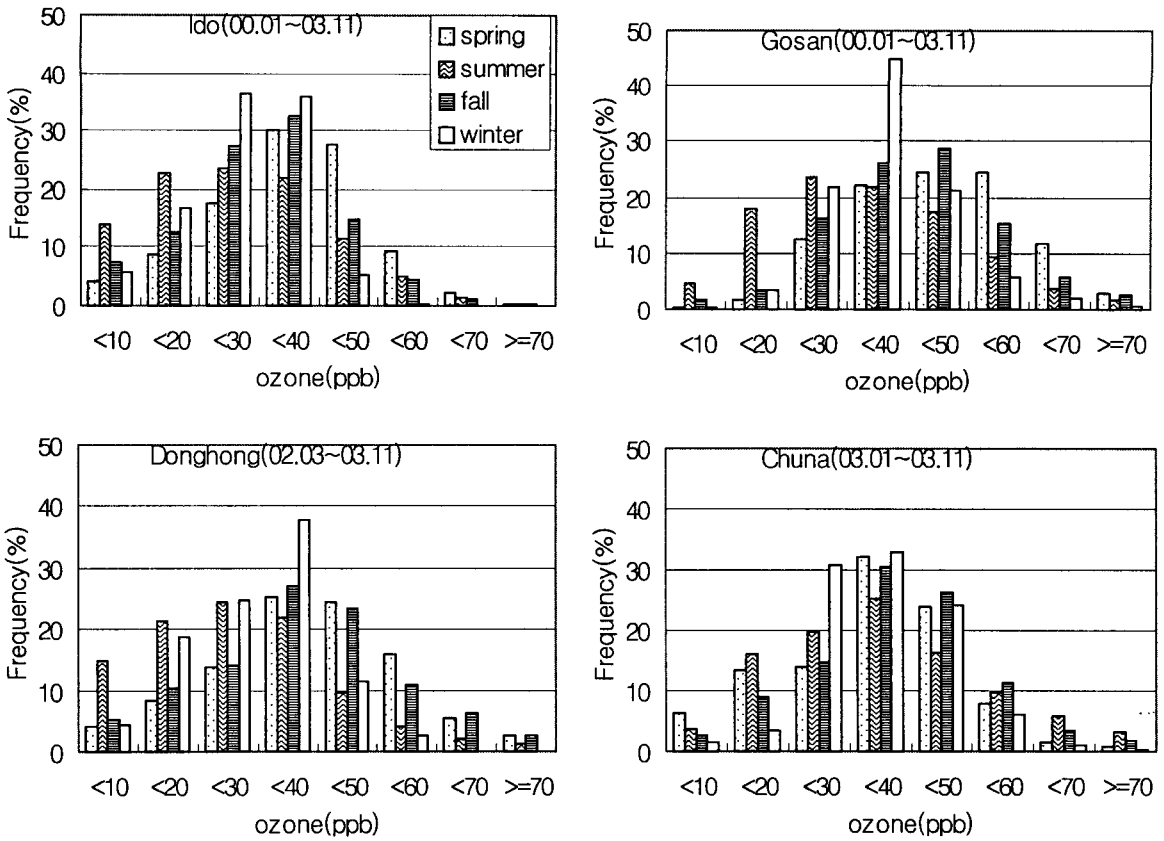 Ido(00.01~03.11)
50
40
30
20
10
0
Frequency(%)
spring
summer
fall
winter
<10 <20 <30 <40 <50 <60 <70 >=70
ozone(ppb)
Gosan(00.01~03.11)
50
40
30
20
10
0
Frequency(%)
<10 <20 <30 <40 <50 <60 <70 >=70
ozone(ppb)
Donghong(02.03~03.11)
50
40
30
20
10
0
Frequency(%)
<10 <20 <30 <40 <50 <60 <70 >=70
ozone(ppb)
Chuna(03.01~03.11)
50
40
30
20
10
0
Frequency(%)
<10 <20 <30 <40 <50 <60 <70 >=70
ozone(ppb)